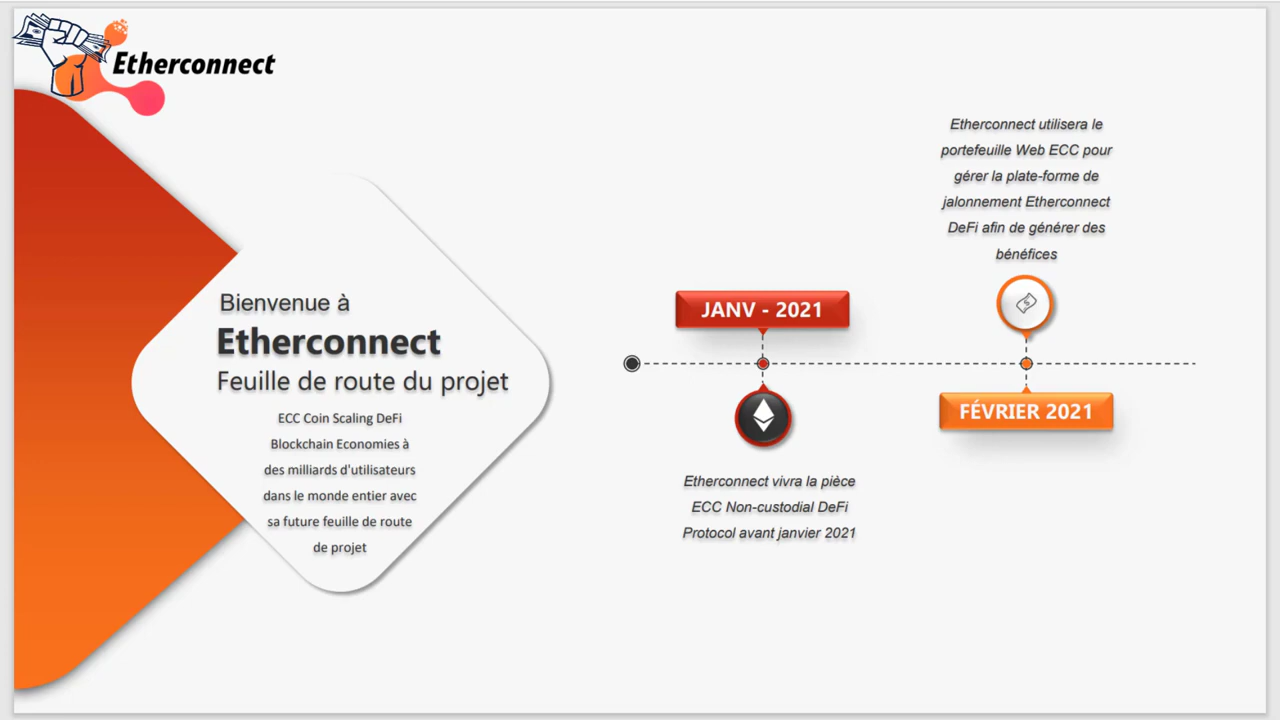 Etherconnect
Bienvenue à
Etherconnect
Feuille de route du projet
ECC Coin Scaling DeFi
Blockchain Economies à
des milliards d'utilisateurs
dans le monde entier avec
sa future feuille de route
de projet
JANV - 2021
Etherconnect vivra la pièce
ECC Non-custodial DeFi
Protocol avant janvier 2021
Etherconnect utilisera le
portefeuille Web ECC pour
gérer la plate-forme de
jalonnement Etherconnect
DeFi afin de générer des
bénéfices
FÉVRIER 2021